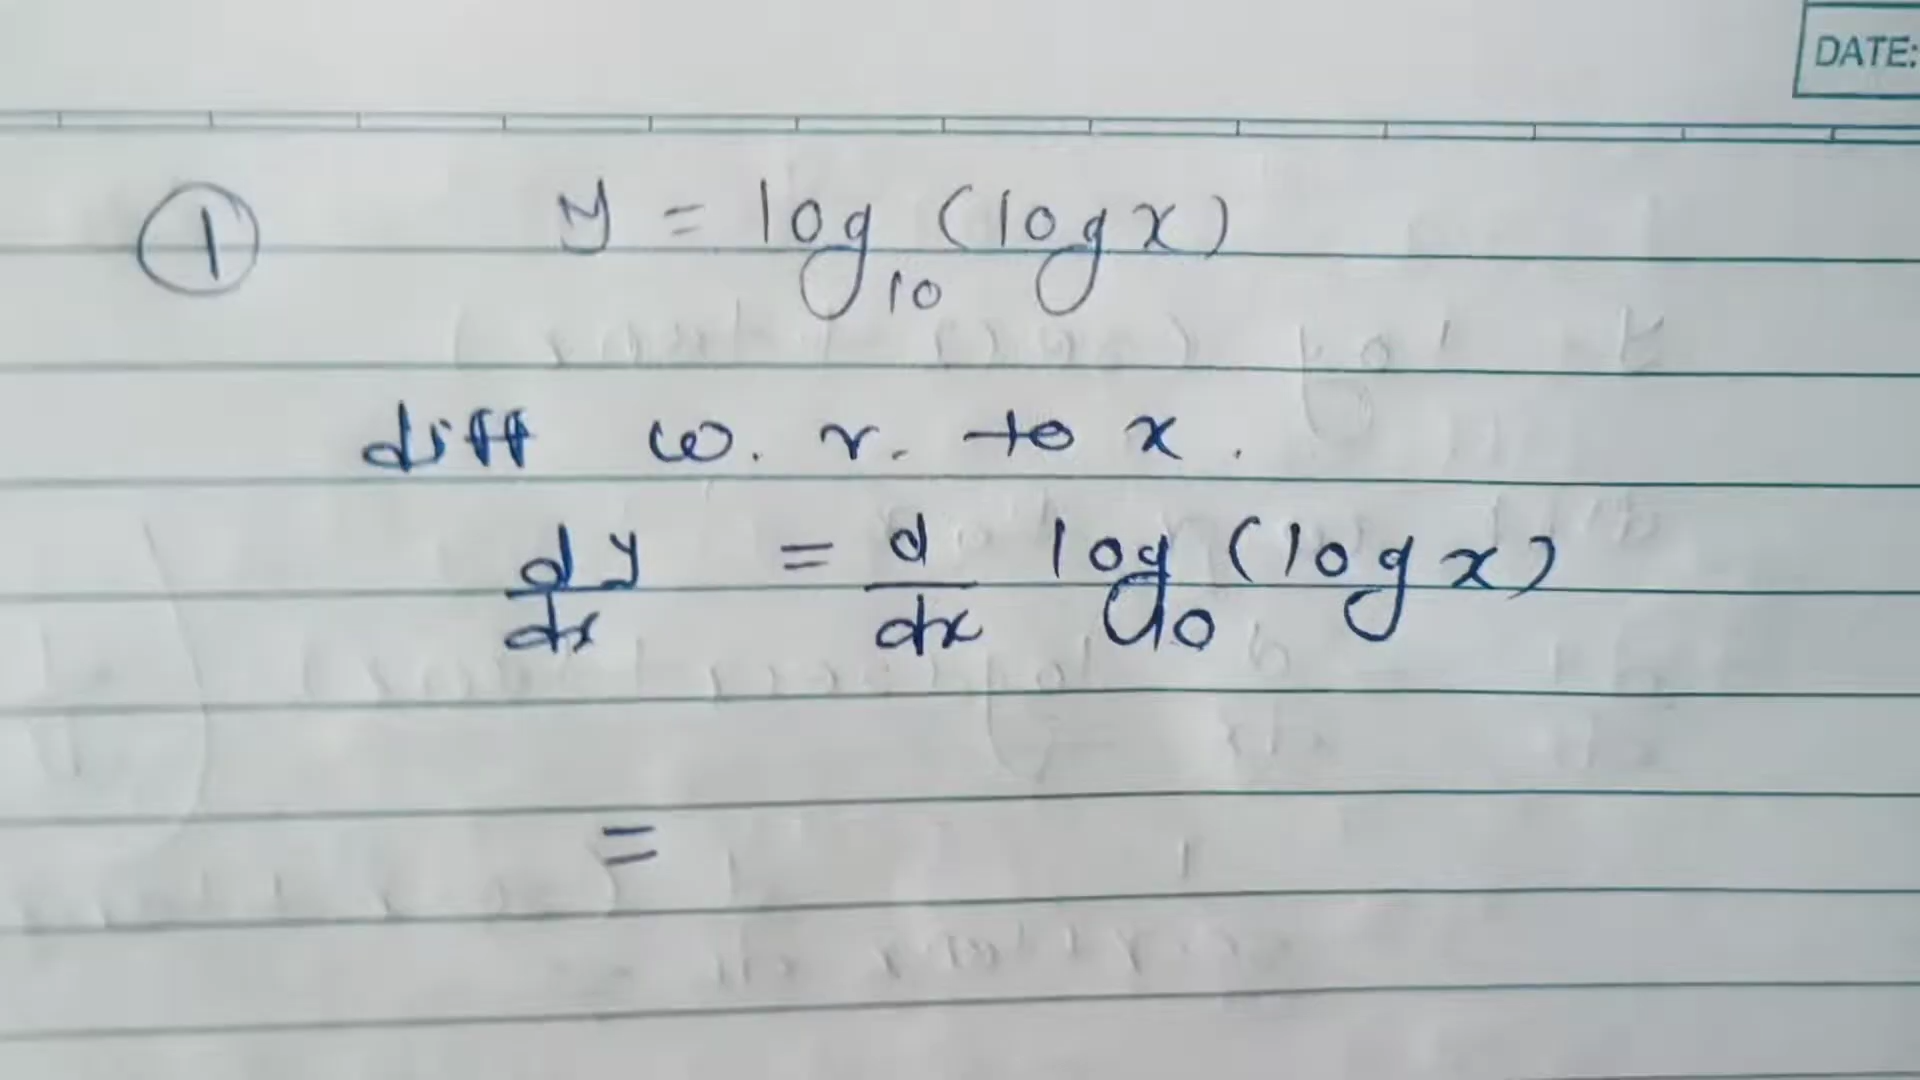 DATE:
① y = log₁₀ (log x)
diff w. r. to x.
dy/dx = d/dx log₁₀ (log x)
=